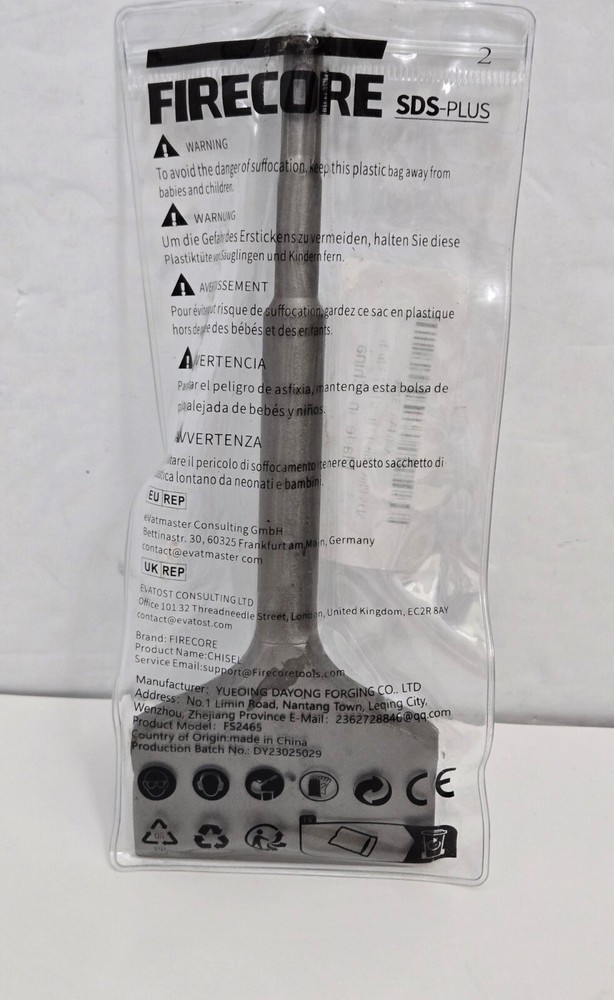 2
FIRECORE SDS-PLUS
WARNING
To avoid the danger of suffocation, keep this plastic bag away from
babies and children.
WARNUNG
Um die Gefahr des Erstickens zu vermeiden, halten Sie diese
Plastiktüte von Säuglingen und Kindern fern.
AVERTISSEMENT
Pour éviter tout risque de suffocation, gardez ce sac en plastique
hors de portée des bébés et des enfants.
VERTENCIA
Para el peligro de asfixia, mantenga esta bolsa de
alejada de bebés y niños.
VVERTENZA
tare il pericolo di soffocamento tenere questo sacchetto di
ica lontano da neonati e bambini.
EU REP
eVatmaster Consulting GmbH
Bettinastr. 30, 60325 Frankfurt am Main, Germany
contact@evatmaster.com
UK REP
EVATOST CONSULTING LTD
Office 101 32 Threadneedle Street, London, United Kingdom, EC2R 8AY
contact@evatost.com
Brand: FIRECORE
Product Name:CHISEL
Service Email:support@Firecoretools.com
Manufacturer: YUEQING DAYONG FORGING CO., LTD
Address: No.1 Limin Road, Nantang Town, Leqing City,
Wenzhou, Zhejiang Province E-Mail: 2362728846@qq.com
Product Model: FS2465
Country of Origin:made in China
Production Batch No.: DY23025029
CE